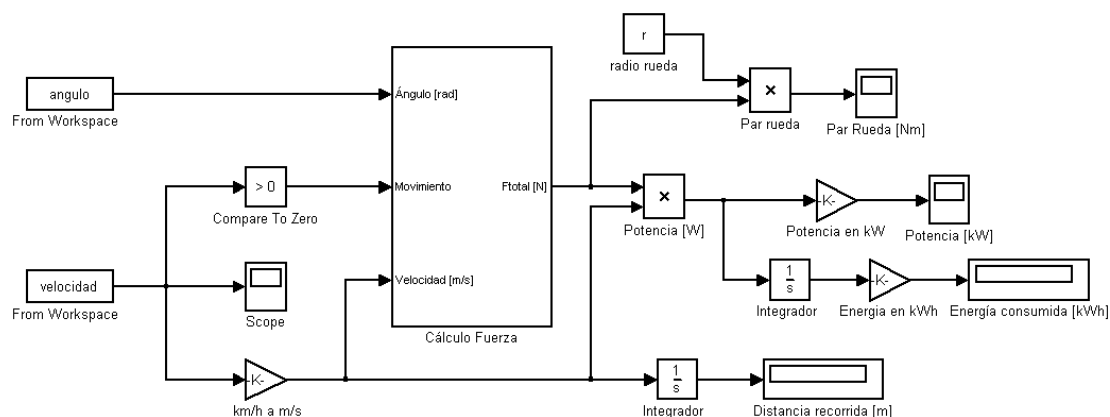 r
radio rueda
angulo
From Workspace
Ángulo [rad]
×
Par rueda
Par Rueda [Nm]
> 0
Compare To Zero
Movimiento
Ftotal [N]
×
Potencia [W]
-K-
Potencia en kW
Potencia [kW]
velocidad
From Workspace
Scope
Velocidad [m/s]
Cálculo Fuerza
1
s
Integrador
-K-
Energia en kWh
Energía consumida [kWh]
-K-
km/h a m/s
1
s
Integrador
Distancia recorrida [m]